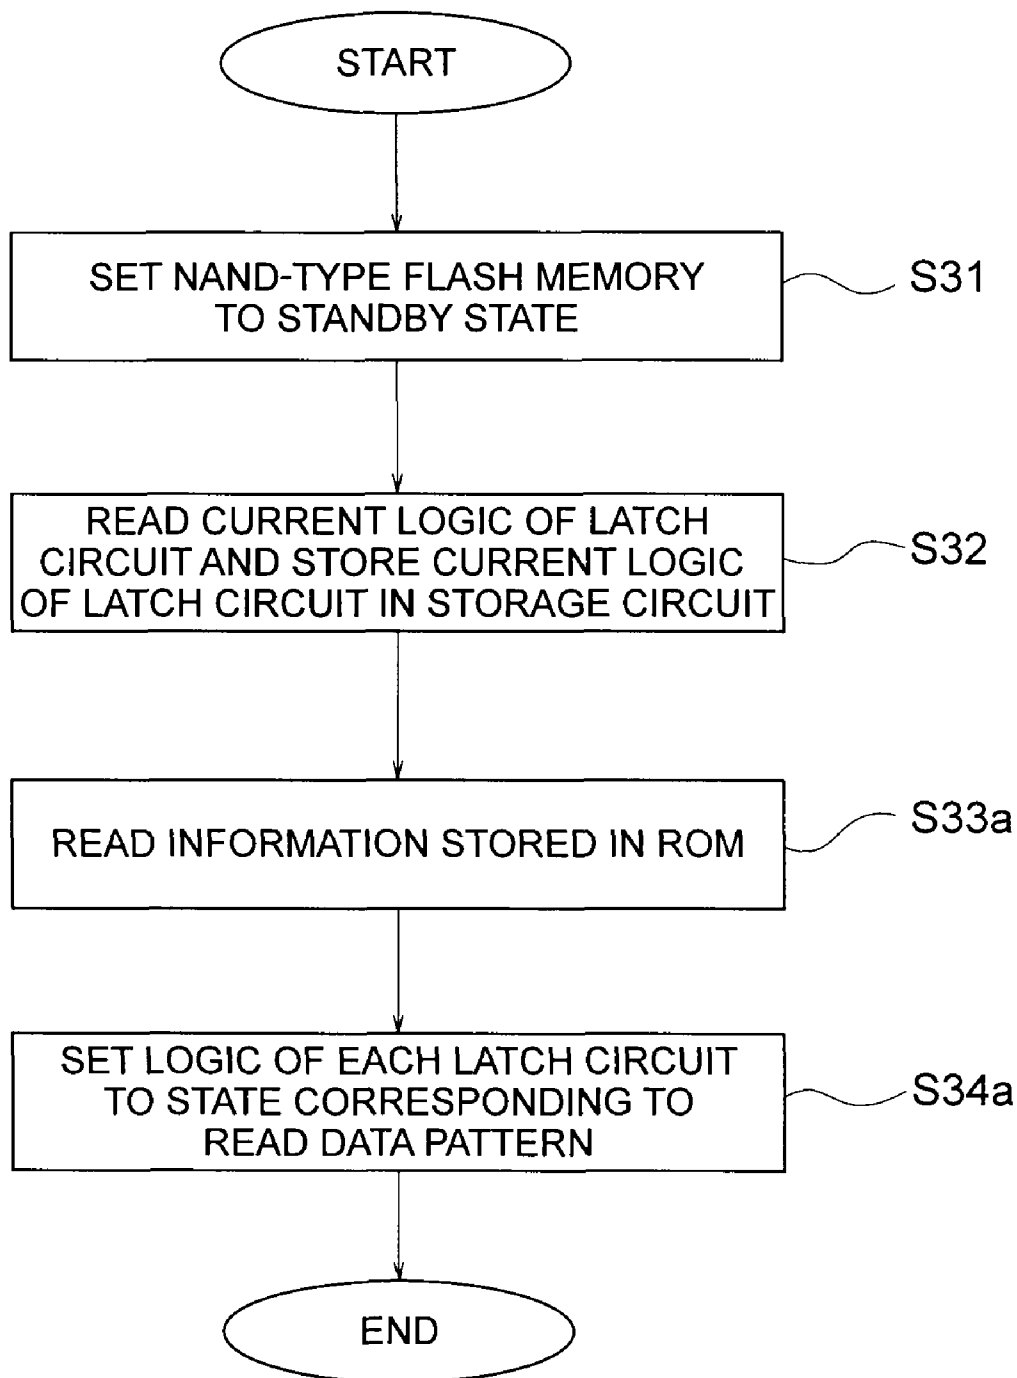 START
SET NAND-TYPE FLASH MEMORY
TO STANDBY STATE
S31
READ CURRENT LOGIC OF LATCH
CIRCUIT AND STORE CURRENT LOGIC
OF LATCH CIRCUIT IN STORAGE CIRCUIT
S32
READ INFORMATION STORED IN ROM
S33a
SET LOGIC OF EACH LATCH CIRCUIT
TO STATE CORRESPONDING TO
READ DATA PATTERN
S34a
END